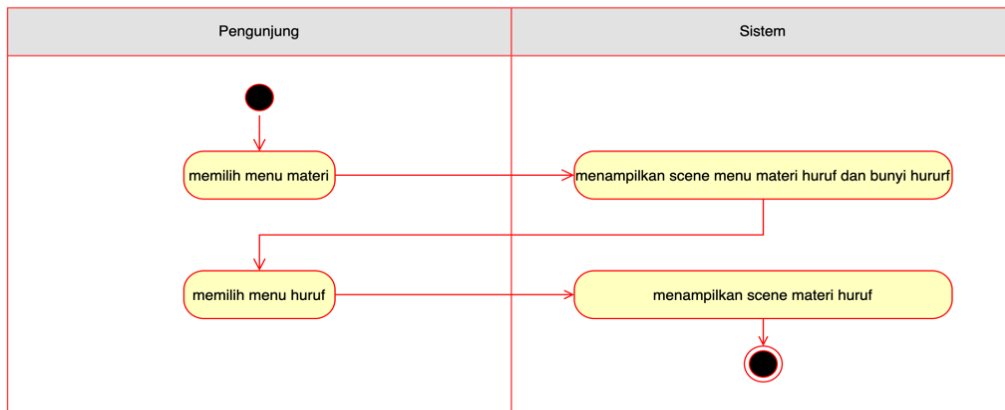 Pengunjung
Sistem
memilih menu materi
menampilkan scene menu materi huruf dan bunyi hururf
memilih menu huruf
menampilkan scene materi huruf